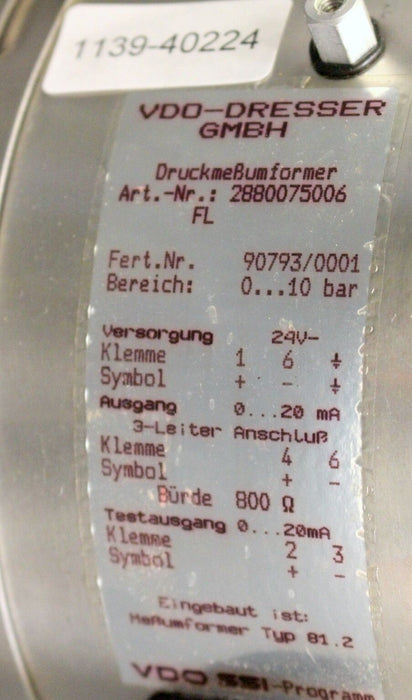 1139-40224
VDO-DRESSER
GMBH
Druckmeßumformer
Art.-Nr.: 2880075006
FL
Fert.Nr. 90793/0001
Bereich: 0...10 bar
Versorgung 24V-
Klemme 1 6 ⏚
Symbol + - ⏚
Ausgang 0...20 mA
3-Leiter Anschluß
Klemme 4 6
Symbol + -
Bürde 800 Ω
Testausgang 0...20mA
Klemme 2 3
Symbol + -
Eingebaut ist:
Meßumformer Typ 81.2
VDO SSI-Programm